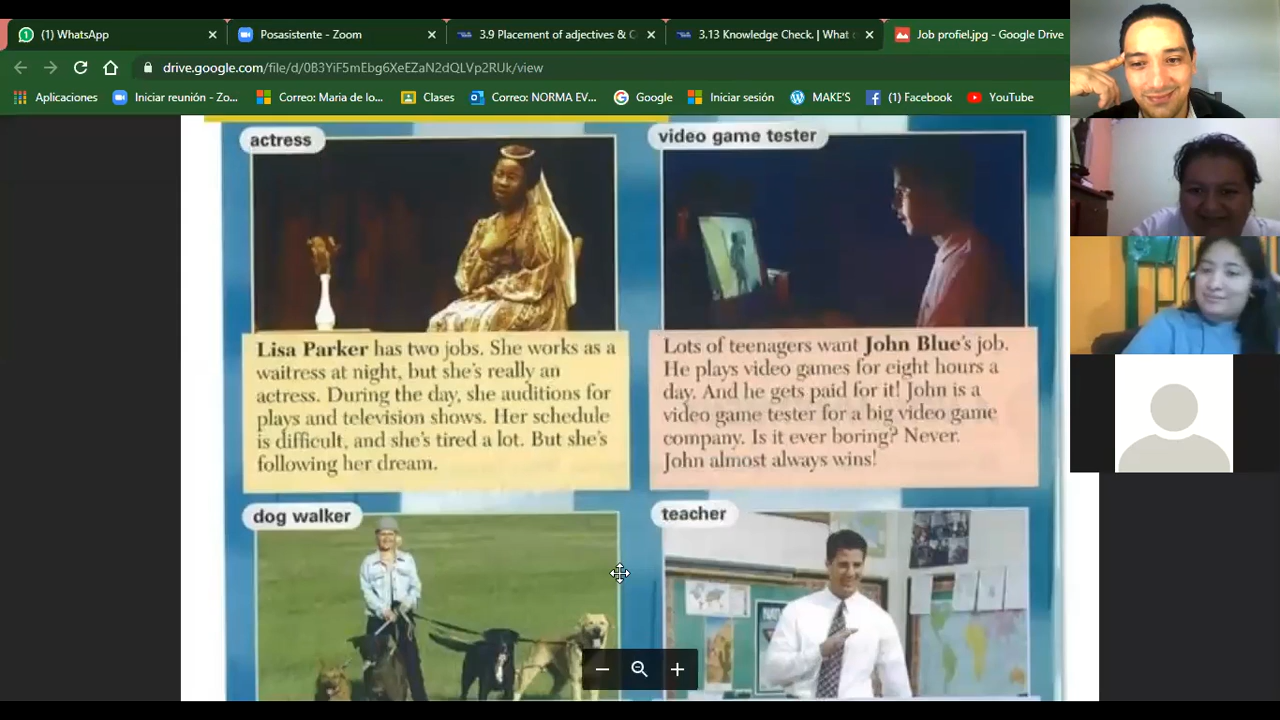 (1) WhatsApp
Posasistente - Zoom
3.9 Placement of adjectives & C
3.13 Knowledge Check. | What
Job profiel.jpg - Google Drive
drive.google.com/file/d/0B3YiF5mEbg6XeEZaN2dQLVp2RUk/view
Aplicaciones
Iniciar reunión - Zo...
Correo: Maria de lo...
Clases
Correo: NORMA EV...
Google
Iniciar sesión
MAKE'S
(1) Facebook
YouTube
actress
Lisa Parker has two jobs. She works as a
waitress at night, but she's really an
actress. During the day, she auditions for
plays and television shows. Her schedule
is difficult, and she's tired a lot. But she's
following her dream.
video game tester
Lots of teenagers want John Blue's job.
He plays video games for eight hours a
day. And he gets paid for it! John is a
video game tester for a big video game
company. Is it ever boring? Never.
John almost always wins!
dog walker
teacher